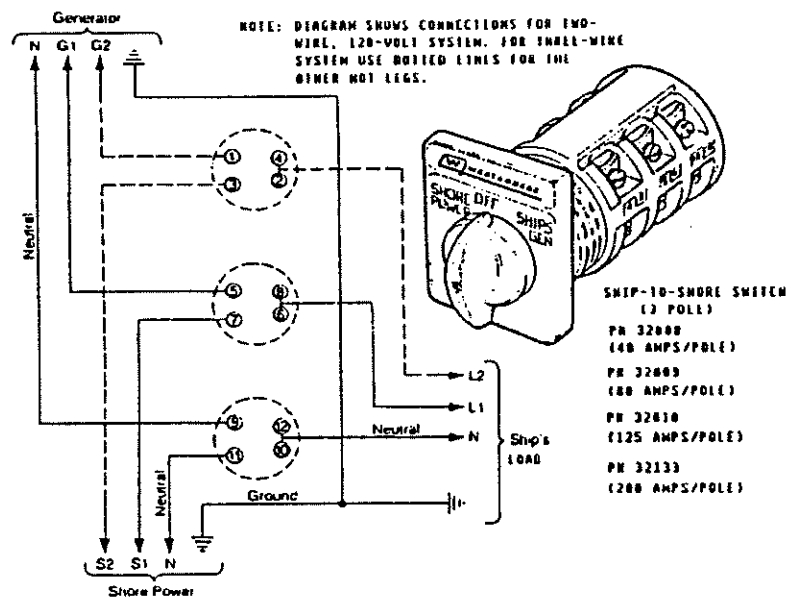 Generator
N G1 G2
NOTE: DIAGRAM SHOWS CONNECTIONS FOR TWO-
WIRE, 120-VOLT SYSTEM. FOR THREE-WIRE
SYSTEM USE DOTTED LINES FOR THE
OTHER HOT LEGS.
1 4
3 2
Neutral
5 8
7 6
9 12
11 10
W WESTERBEKE
SHORE POWER
OFF
SHIPS GEN
SHIP-TO-SHORE SWITCH
(3 POLL)
PN 32008
(40 AMPS/POLE)
PN 32009
(80 AMPS/POLE)
PN 32010
(125 AMPS/POLE)
PN 32133
(200 AMPS/POLE)
L2
L1
Neutral
N
Ship's
LOAD
Neutral
Ground
S2 S1 N
Shore Power